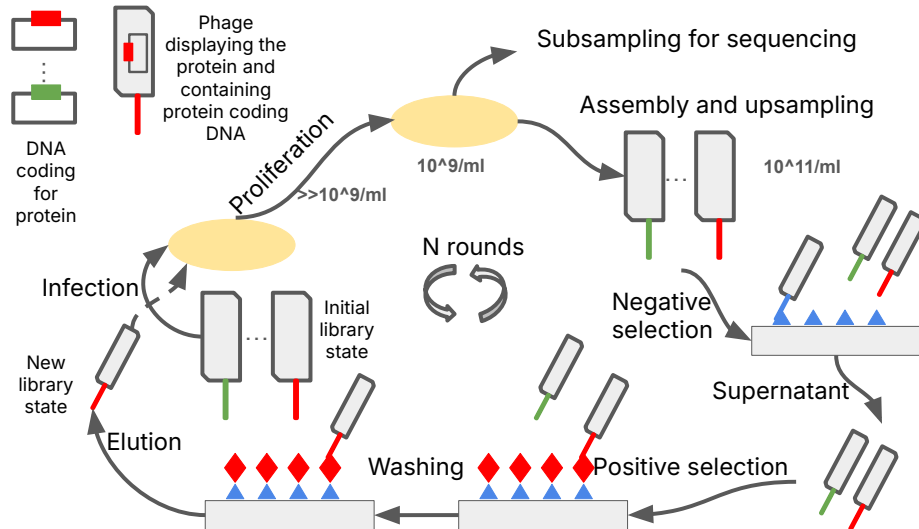 Phage
displaying the
protein and
containing
protein coding
DNA
DNA
coding
for
protein
Subsampling for sequencing
Assembly and upsampling
Proliferation
10^9/ml
>>10^9/ml
10^11/ml
N rounds
Infection
Initial
library
state
Negative
selection
New
library
state
Supernatant
Elution
Washing
Positive selection